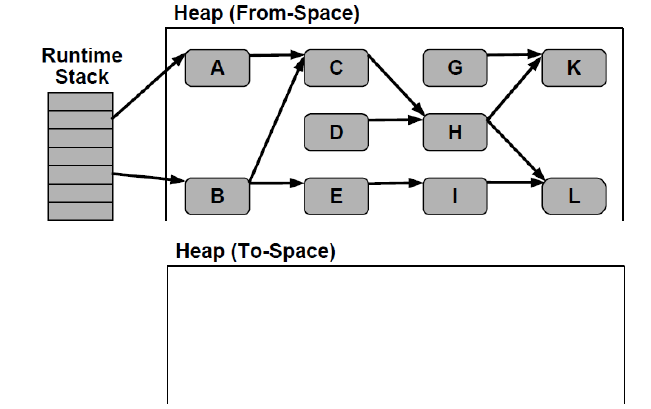 Heap (From-Space)
Runtime
Stack
A
C
G
K
D
H
B
E
I
L
Heap (To-Space)